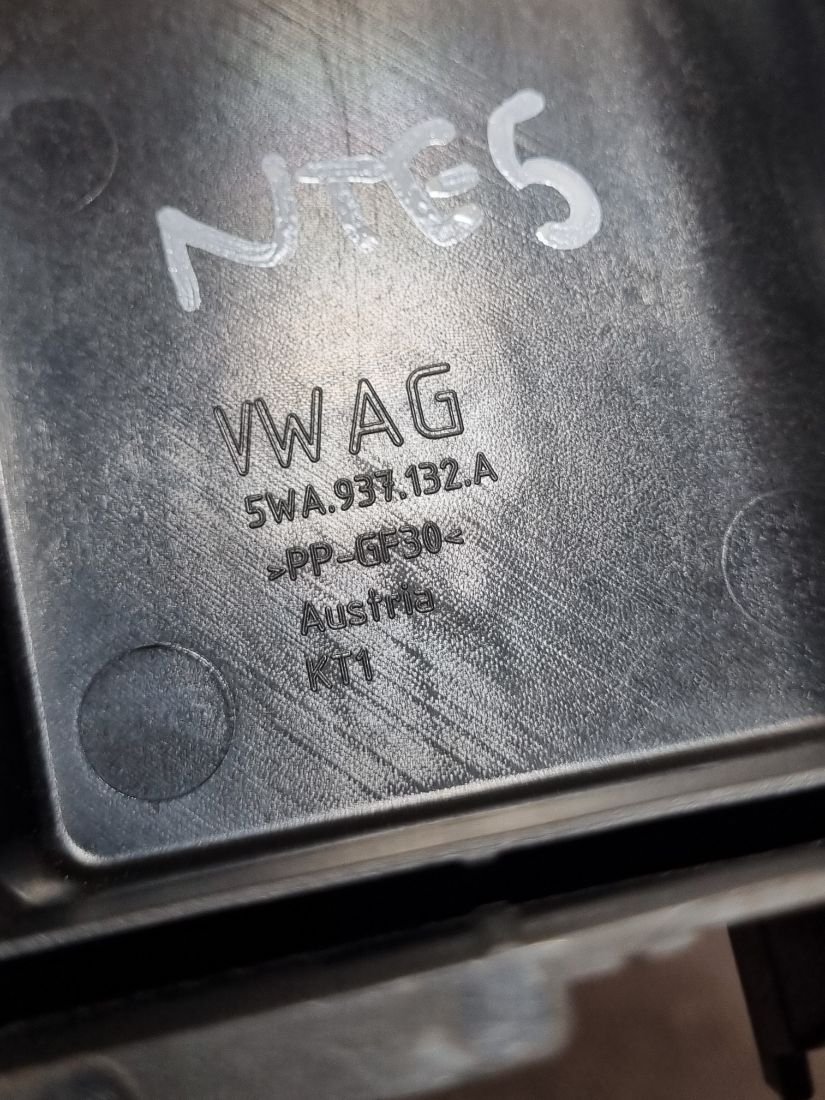 NTE5
VW AG
5WA.937.132.A
>PP-GF30<
Austria
KT1